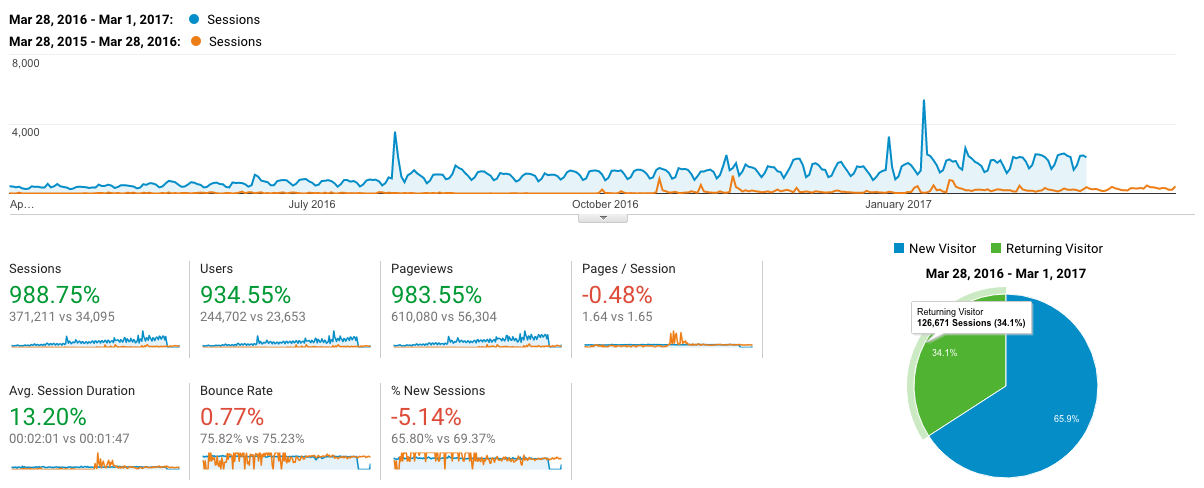 Mar 28, 2016 - Mar 1, 2017: Sessions
Mar 28, 2015 - Mar 28, 2016: Sessions
8,000
4,000
Ap…
July 2016
October 2016
January 2017
Sessions
988.75%
371,211 vs 34,095
Users
934.55%
244,702 vs 23,653
Pageviews
983.55%
610,080 vs 56,304
Pages / Session
-0.48%
1.64 vs 1.65
Avg. Session Duration
13.20%
00:02:01 vs 00:01:47
Bounce Rate
0.77%
75.82% vs 75.23%
% New Sessions
-5.14%
65.80% vs 69.37%
New Visitor Returning Visitor
Mar 28, 2016 - Mar 1, 2017
Returning Visitor
126,671 Sessions (34.1%)
34.1%
65.9%